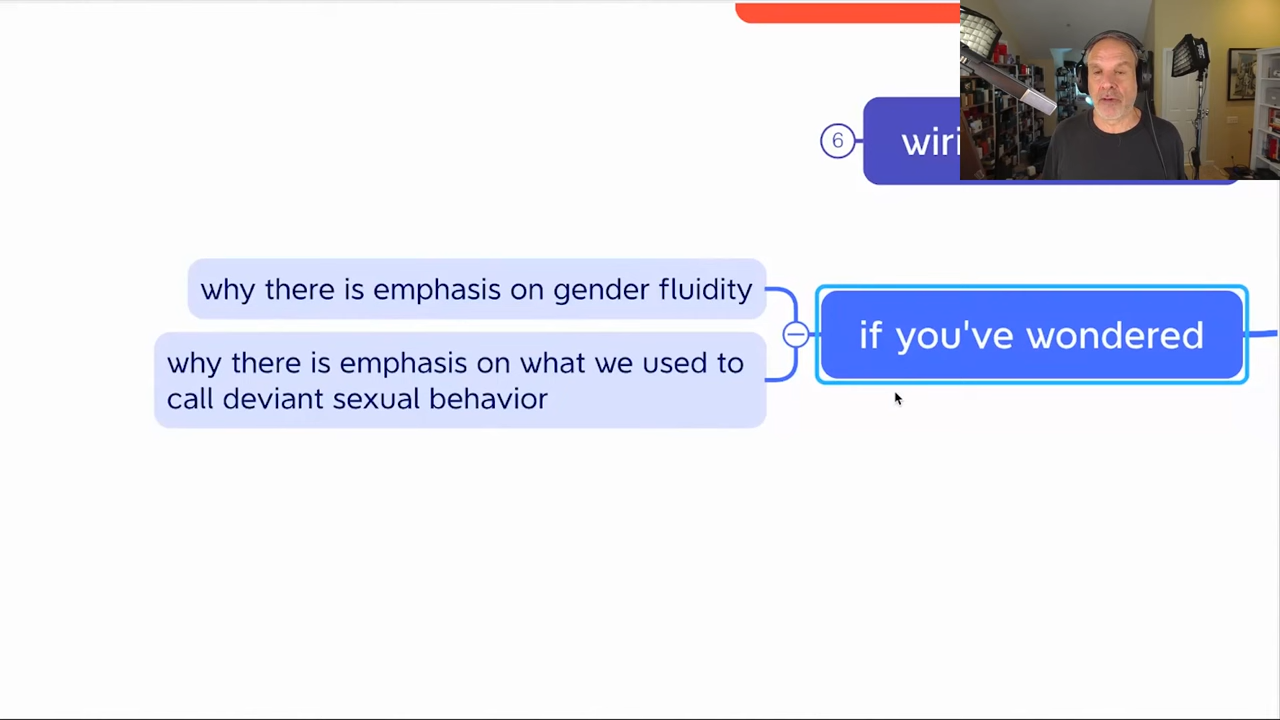 6
why there is emphasis on gender fluidity
if you've wondered
why there is emphasis on what we used to
call deviant sexual behavior